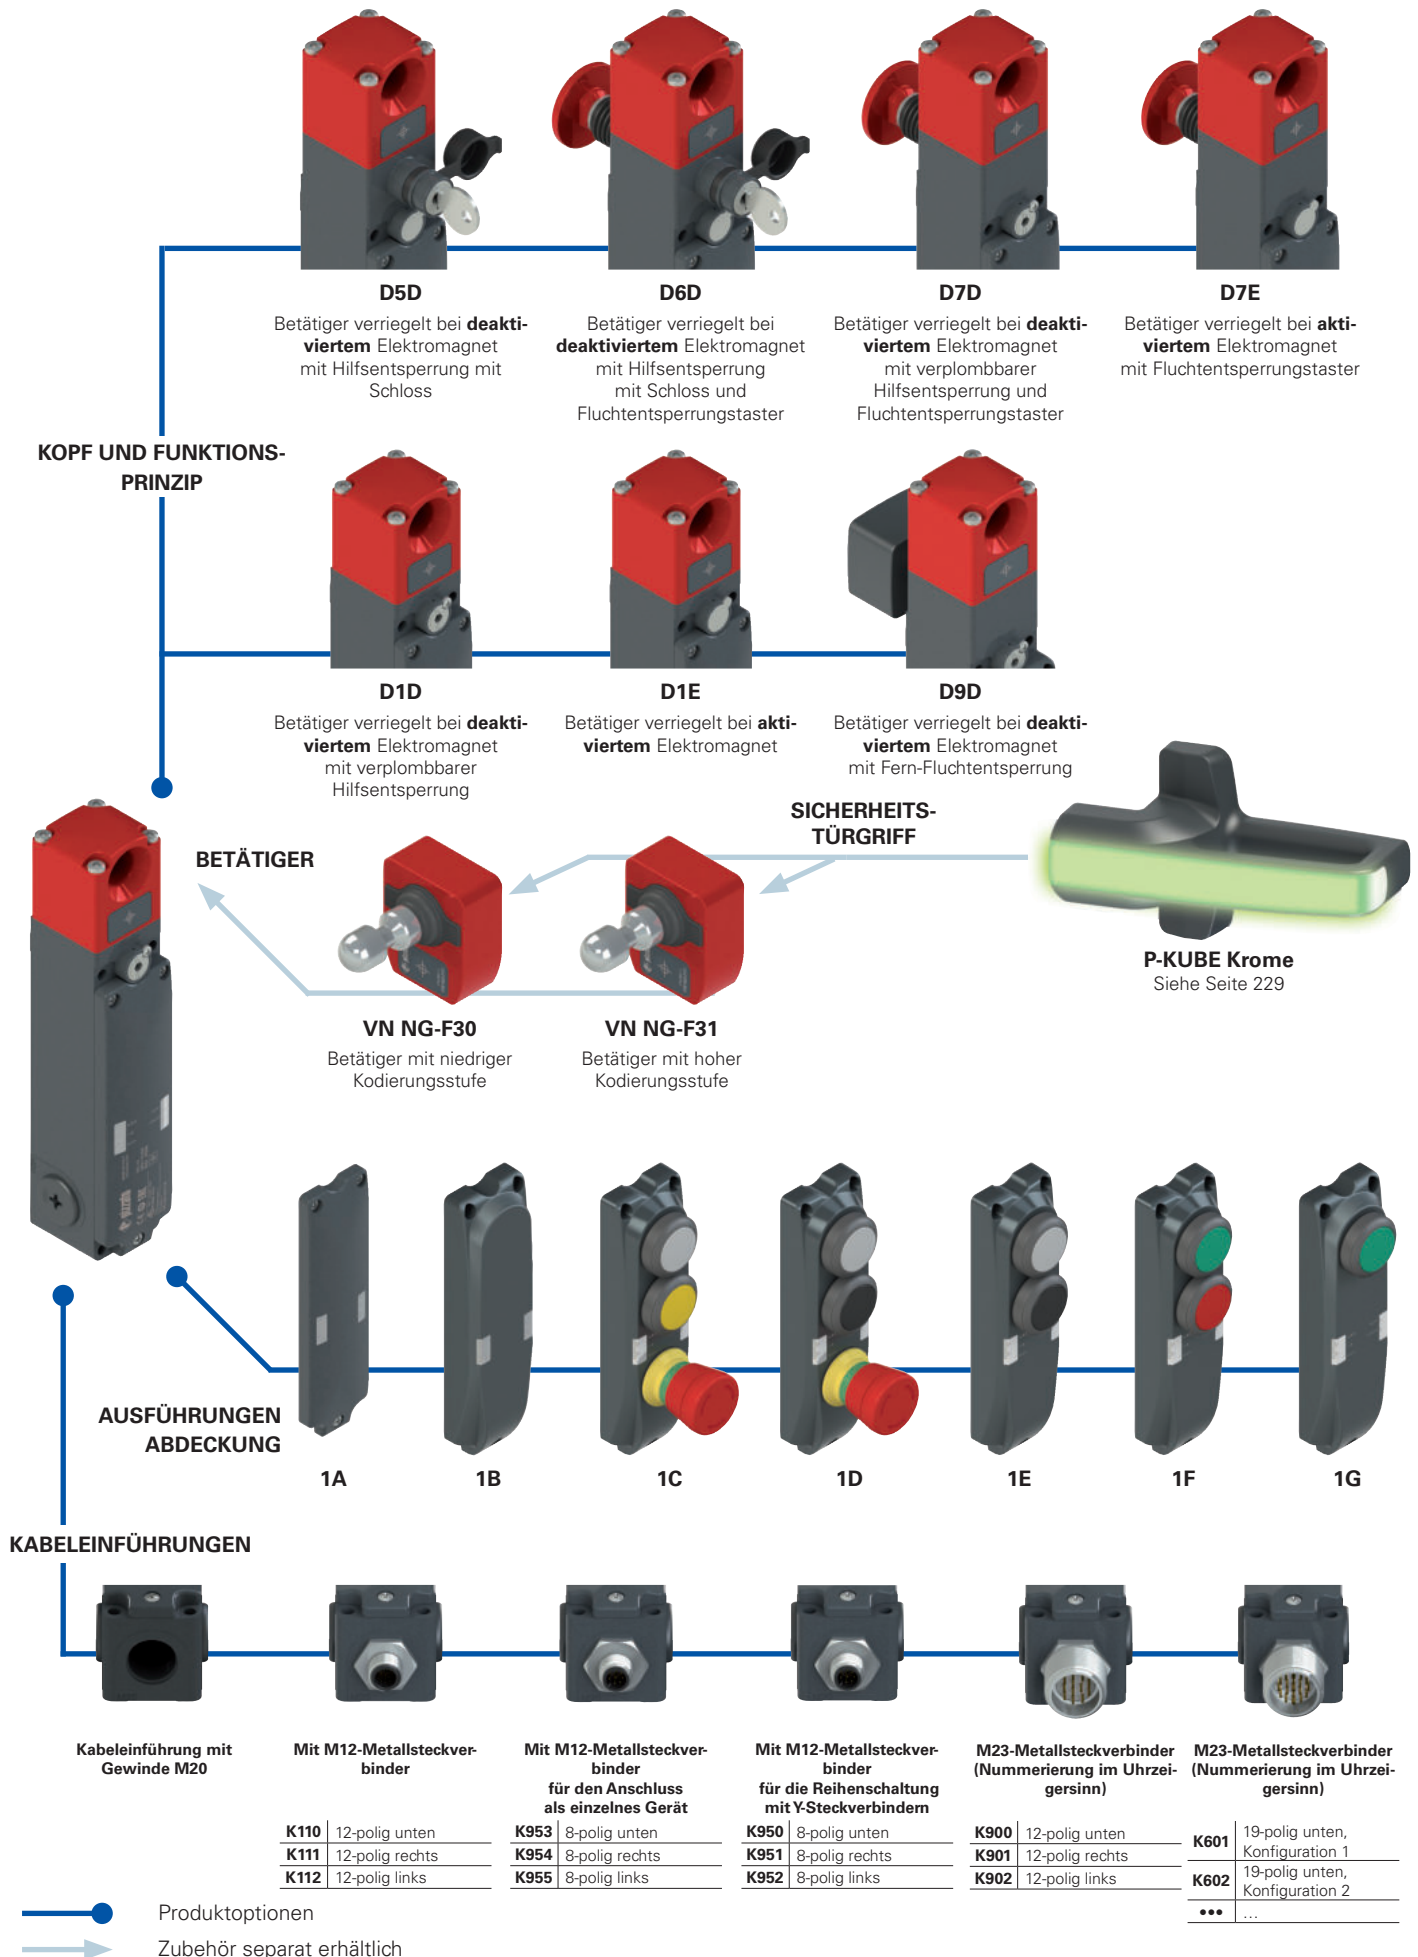 D5D
Betätiger verriegelt bei deakti-
viertem Elektromagnet
mit Hilfsentsperrung mit
Schloss
D6D
Betätiger verriegelt bei
deaktiviertem Elektromagnet
mit Hilfsentsperrung
mit Schloss und
Fluchtentsperrungstaster
D7D
Betätiger verriegelt bei deakti-
viertem Elektromagnet
mit verplombbarer
Hilfsentsperrung und
Fluchtentsperrungstaster
D7E
Betätiger verriegelt bei akti-
viertem Elektromagnet
mit Fluchtentsperrungstaster
KOPF UND FUNKTIONS-
PRINZIP
D1D
Betätiger verriegelt bei deakti-
viertem Elektromagnet
mit verplombbarer
Hilfsentsperrung
D1E
Betätiger verriegelt bei akti-
viertem Elektromagnet
D9D
Betätiger verriegelt bei deakti-
viertem Elektromagnet
mit Fern-Fluchtentsperrung
SICHERHEITS-
TÜRGRIFF
BETÄTIGER
P-KUBE Krome
Siehe Seite 229
VN NG-F30
Betätiger mit niedriger
Kodierungsstufe
VN NG-F31
Betätiger mit hoher
Kodierungsstufe
pizzato
AUSFÜHRUNGEN
ABDECKUNG
1A
1B
1C
1D
1E
1F
1G
KABELEINFÜHRUNGEN
Kabeleinführung mit
Gewinde M20
Mit M12-Metallsteckver-
binder
K110 12-polig unten
K111 12-polig rechts
K112 12-polig links
Mit M12-Metallsteckver-
binder
für den Anschluss
als einzelnes Gerät
K953 8-polig unten
K954 8-polig rechts
K955 8-polig links
Mit M12-Metallsteckver-
binder
für die Reihenschaltung
mit Y-Steckverbindern
K950 8-polig unten
K951 8-polig rechts
K952 8-polig links
M23-Metallsteckverbinder
(Nummerierung im Uhrzei-
gersinn)
K900 12-polig unten
K901 12-polig rechts
K902 12-polig links
M23-Metallsteckverbinder
(Nummerierung im Uhrzei-
gersinn)
K601 19-polig unten,
Konfiguration 1
K602 19-polig unten,
Konfiguration 2
••• …
Produktoptionen
Zubehör separat erhältlich